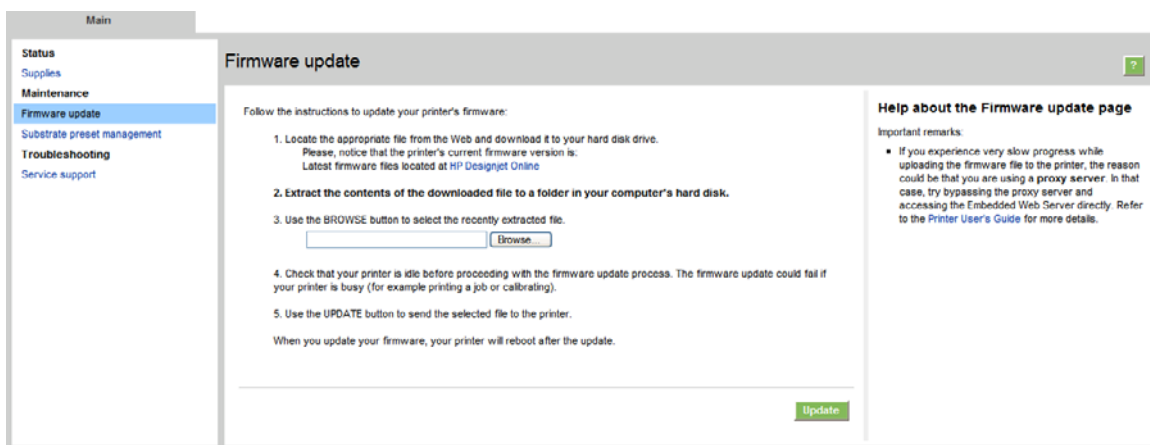 Main
Status
Supplies
Maintenance
Firmware update
Substrate preset management
Troubleshooting
Service support
Firmware update
?
Follow the instructions to update your printer's firmware:
1. Locate the appropriate file from the Web and download it to your hard disk drive.
Please, notice that the printer's current firmware version is:
Latest firmware files located at HP Designjet Online
2. Extract the contents of the downloaded file to a folder in your computer's hard disk.
3. Use the BROWSE button to select the recently extracted file.
Browse...
4. Check that your printer is idle before proceeding with the firmware update process. The firmware update could fail if
your printer is busy (for example printing a job or calibrating).
5. Use the UPDATE button to send the selected file to the printer.
When you update your firmware, your printer will reboot after the update.
Update
Help about the Firmware update page
Important remarks:
• If you experience very slow progress while
uploading the firmware file to the printer, the reason
could be that you are using a proxy server. In that
case, try bypassing the proxy server and
accessing the Embedded Web Server directly. Refer
to the Printer User's Guide for more details.